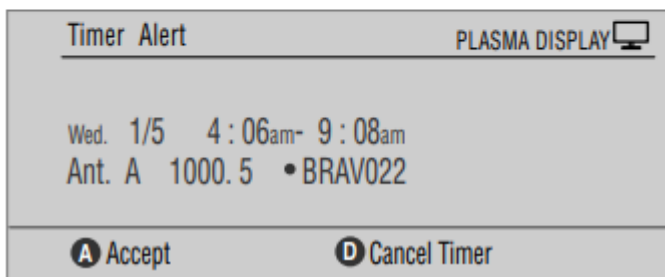 Timer Alert PLASMA DISPLAY
Wed. 1/5 4 : 06am- 9 : 08am
Ant. A 1000. 5 •BRAV022
A Accept D Cancel Timer